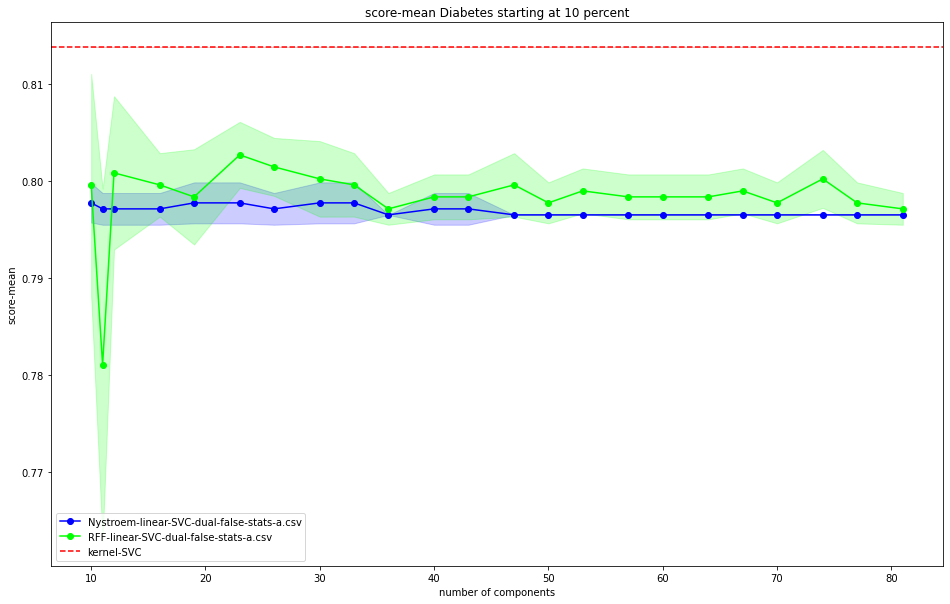 score-mean Diabetes starting at 10 percent
score-mean
0.81
0.80
0.79
0.78
0.77
Nystroem-linear-SVC-dual-false-stats-a.csv
RFF-linear-SVC-dual-false-stats-a.csv
kernel-SVC
10 20 30 40 50 60 70 80
number of components